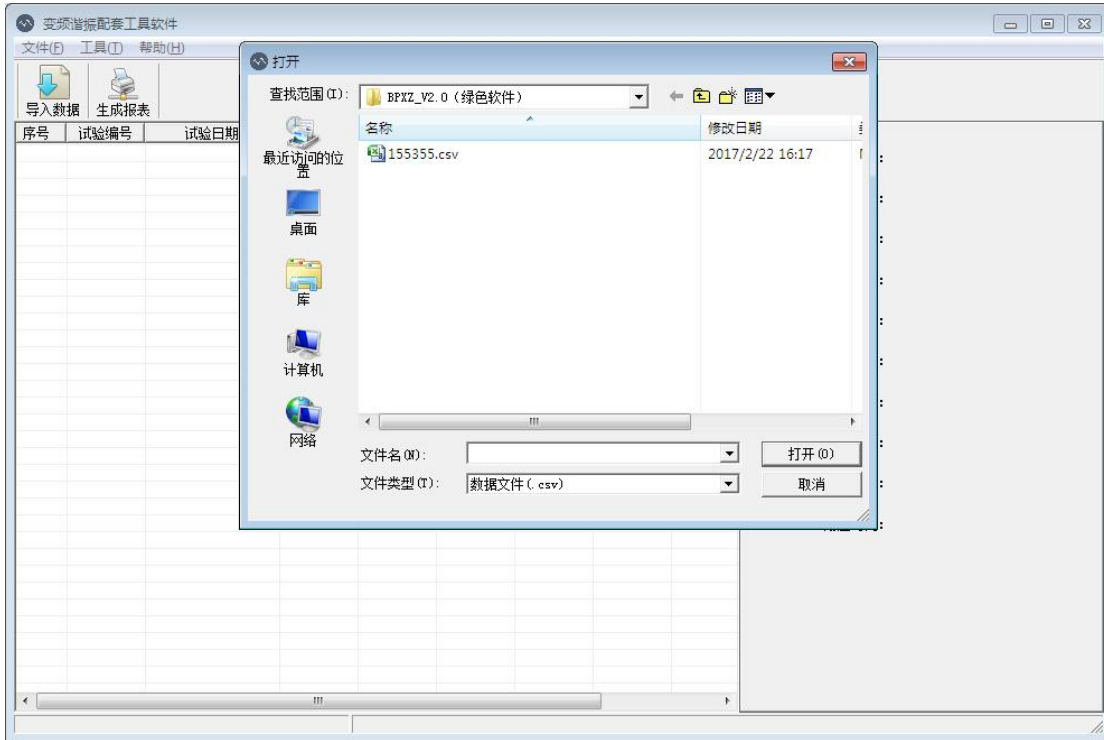 变频谐振配套工具软件
文件(F) 工具(T) 帮助(H)
导入数据 生成报表
序号 试验编号 试验日期
打开
查找范围(I): BPXZ_V2.0 (绿色软件)
名称 修改日期
155355.csv 2017/2/22 16:17
最近访问的位置
桌面
库
计算机
网络
文件名(N):
打开(O)
文件类型(T): 数据文件(.csv)
取消